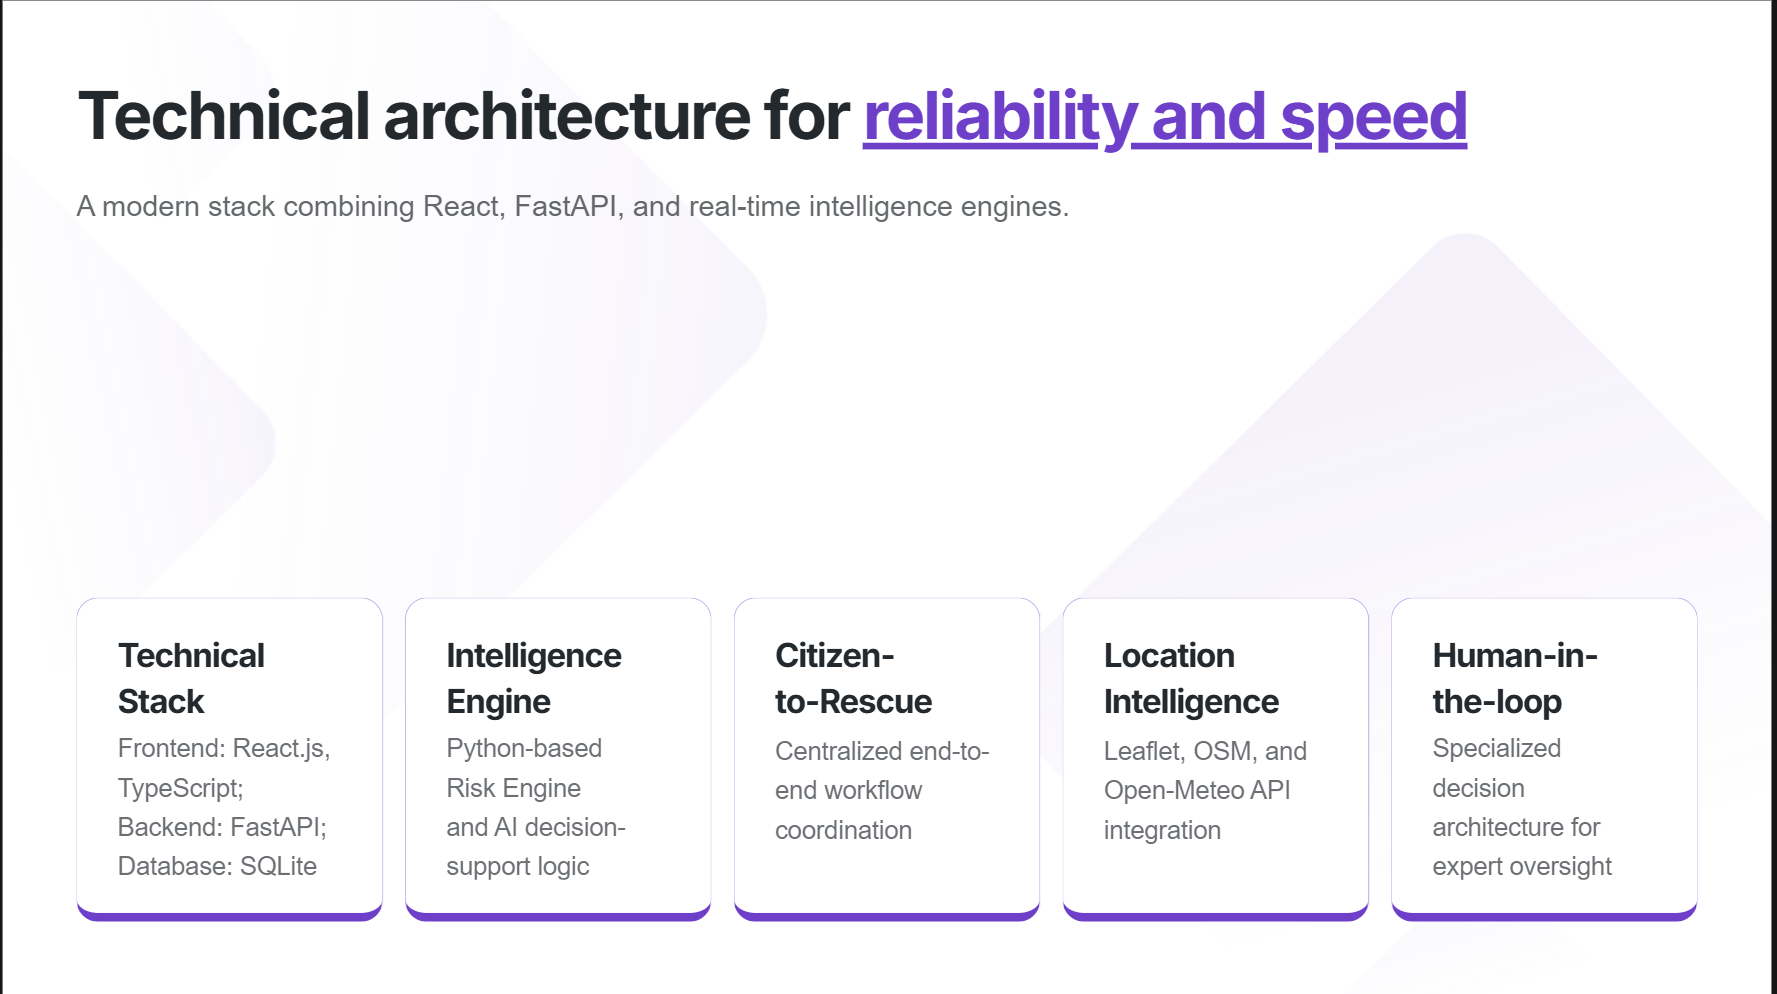 Technical architecture for reliability and speed
A modern stack combining React, FastAPI, and real-time intelligence engines.
Technical
Stack
Frontend: React.js,
TypeScript;
Backend: FastAPI;
Database: SQLite
Intelligence
Engine
Python-based
Risk Engine
and AI decision-
support logic
Citizen-
to-Rescue
Centralized end-to-
end workflow
coordination
Location
Intelligence
Leaflet, OSM, and
Open-Meteo API
integration
Human-in-
the-loop
Specialized
decision
architecture for
expert oversight